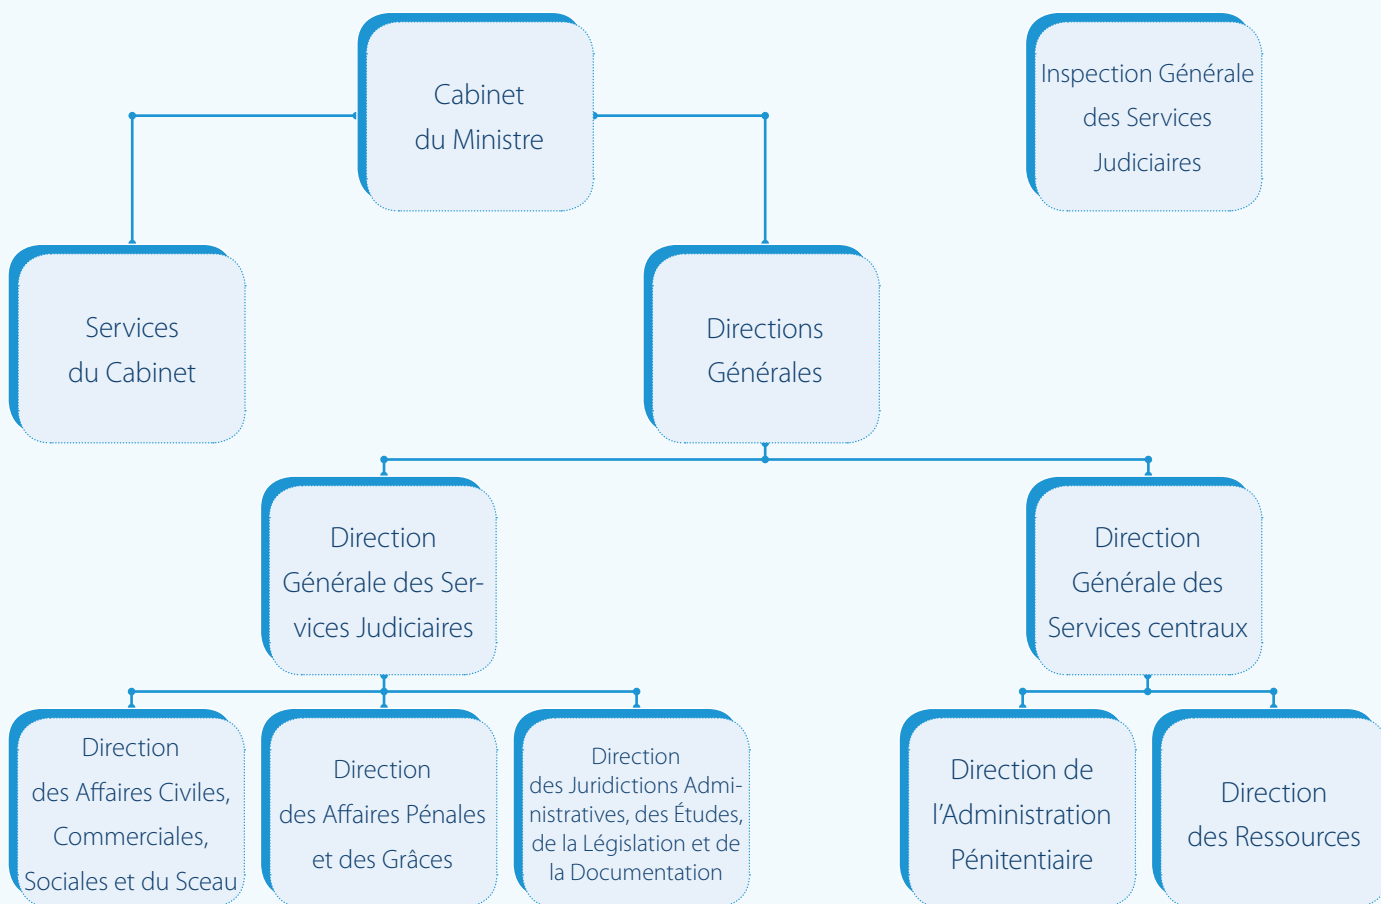 Cabinet
du Ministre
Inspection Générale
des Services
Judiciaires
Services
du Cabinet
Directions
Générales
Direction
Générale des Ser-
vices Judiciaires
Direction
Générale des
Services centraux
Direction
des Affaires Civiles,
Commerciales,
Sociales et du Sceau
Direction
des Affaires Pénales
et des Grâces
Direction
des Juridictions Admi-
nistratives, des Études,
de la Législation et de
la Documentation
Direction de
l’Administration
Pénitentiaire
Direction
des Ressources